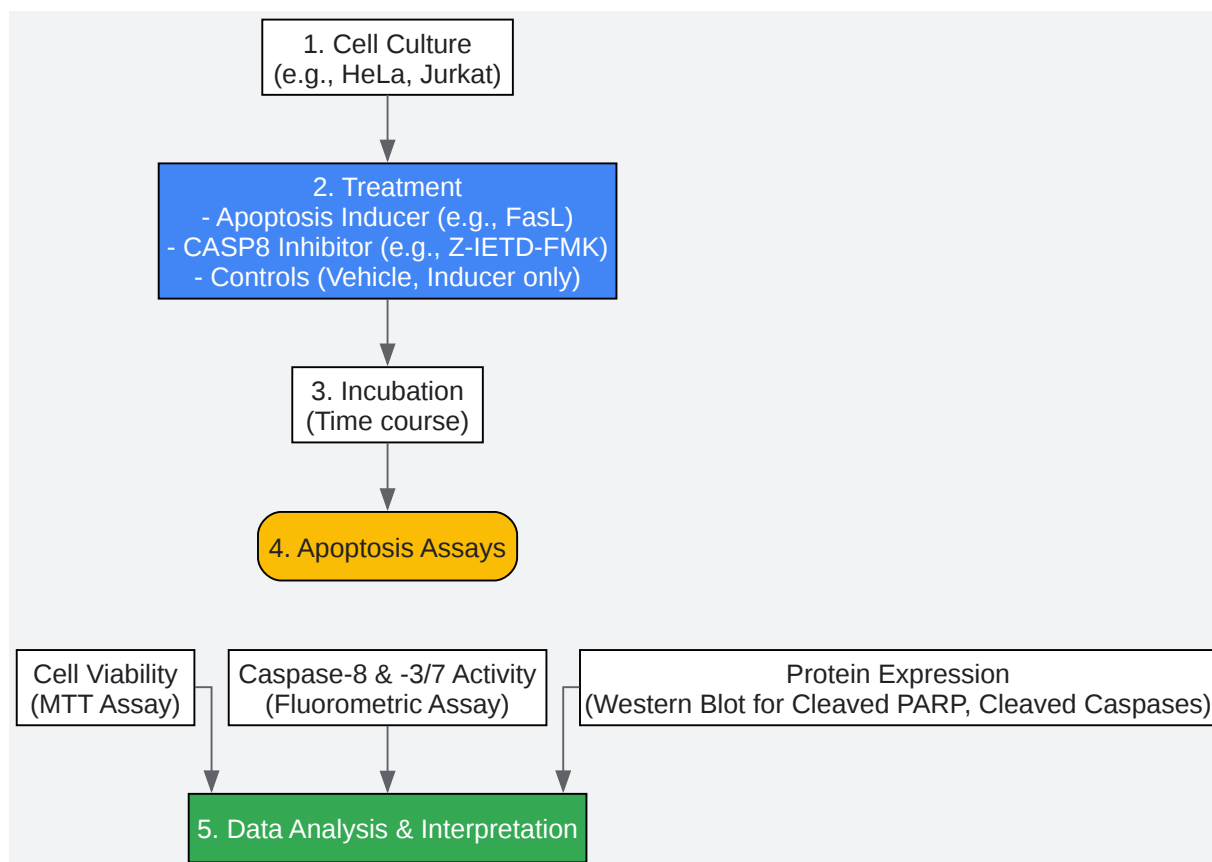 1. Cell Culture
(e.g., HeLa, Jurkat)
2. Treatment
- Apoptosis Inducer (e.g., FasL)
- CASP8 Inhibitor (e.g., Z-IETD-FMK)
- Controls (Vehicle, Inducer only)
3. Incubation
(Time course)
4. Apoptosis Assays
Cell Viability
(MTT Assay)
Caspase-8 & -3/7 Activity
(Fluorometric Assay)
Protein Expression
(Western Blot for Cleaved PARP, Cleaved Caspases)
5. Data Analysis & Interpretation